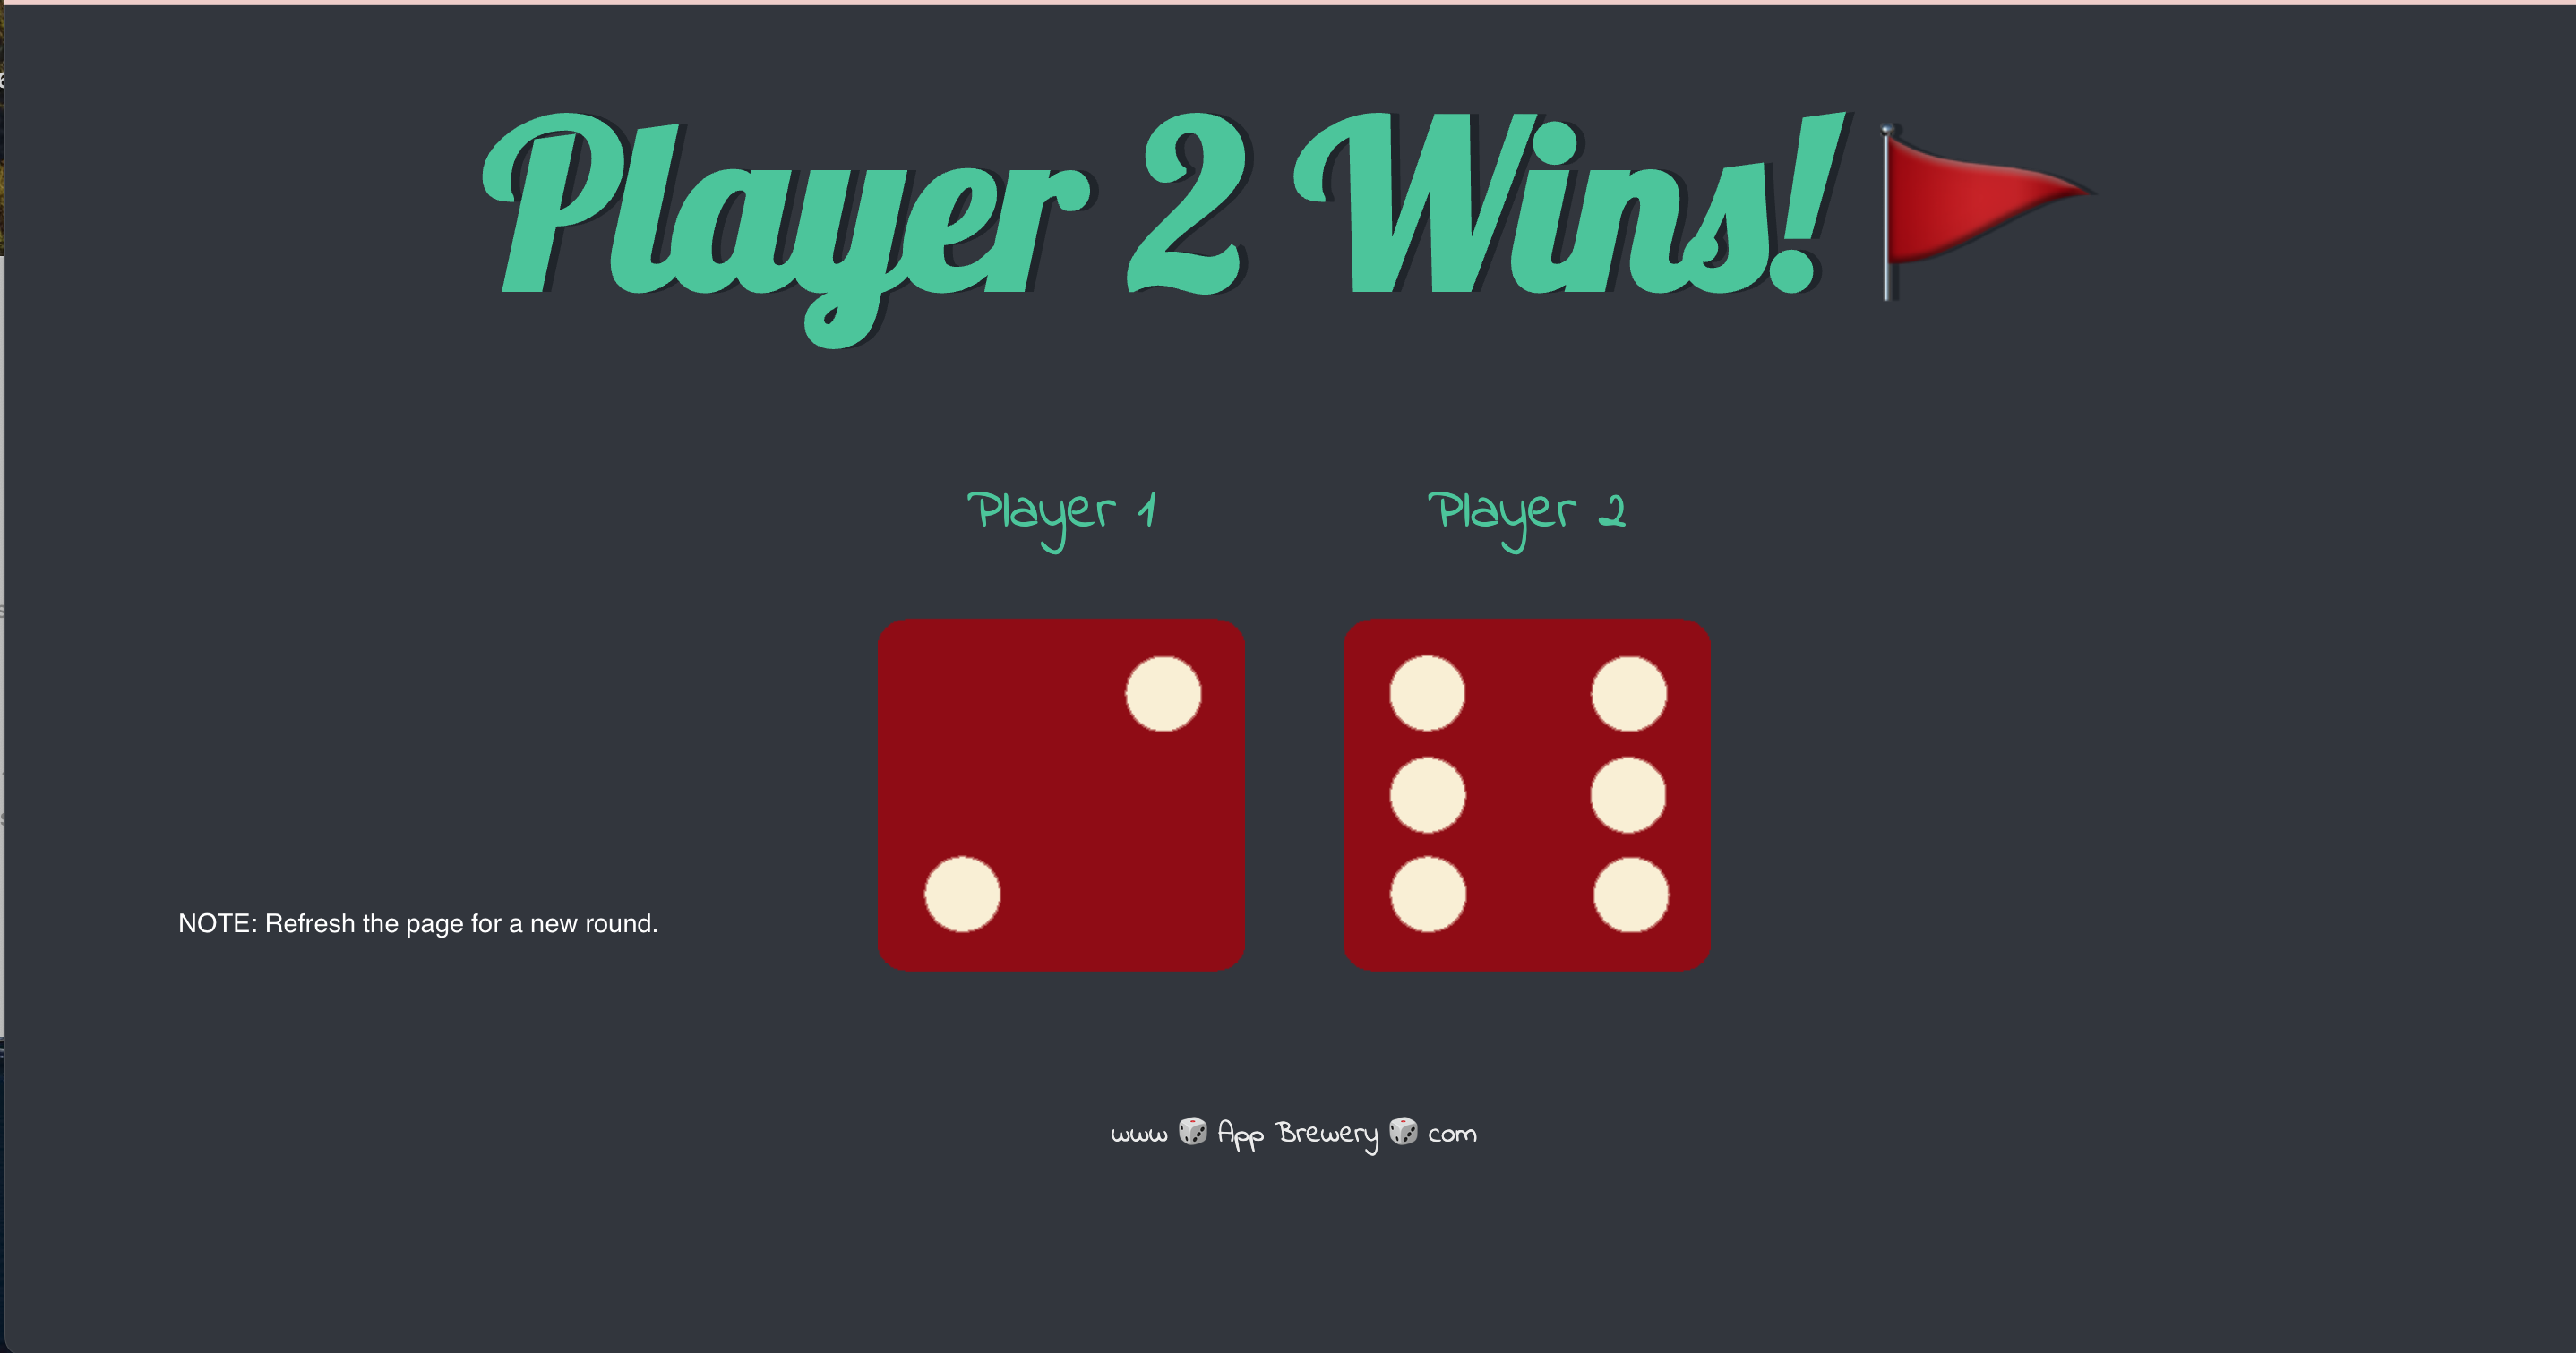 Player 2 Wins!
Player 1
Player 2
NOTE: Refresh the page for a new round.
www App Brewery com